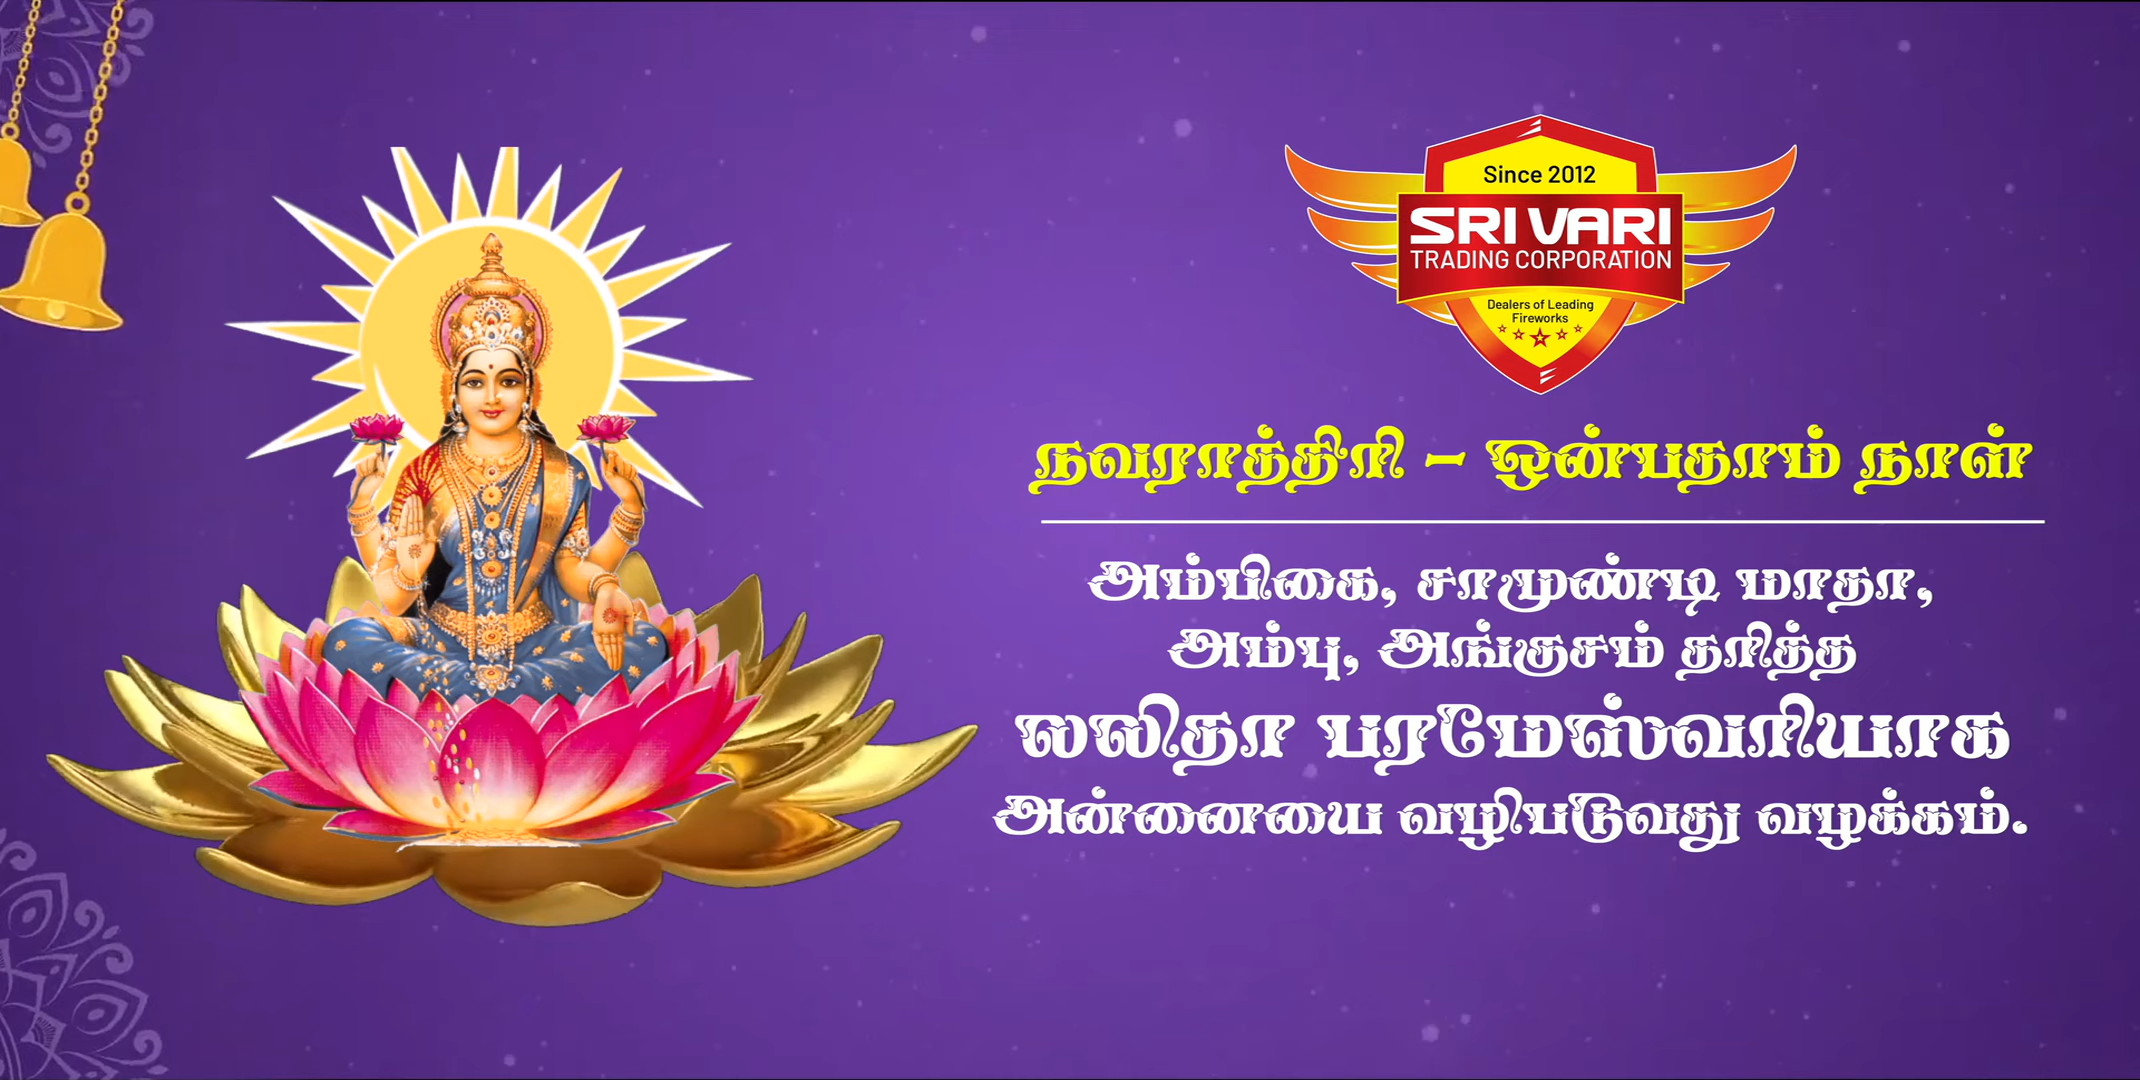 Since 2012
SRI VARI
TRADING CORPORATION
Dealers of Leading
Fireworks
நவராத்திரி – ஒன்பதாம் நாள்
அம்பிகை, சாமுண்டி மாதா,
அம்பு, அங்குசம் தரித்த
லலிதா பரமேஸ்வரியாக
அன்னையை வழிபடுவது வழக்கம்.